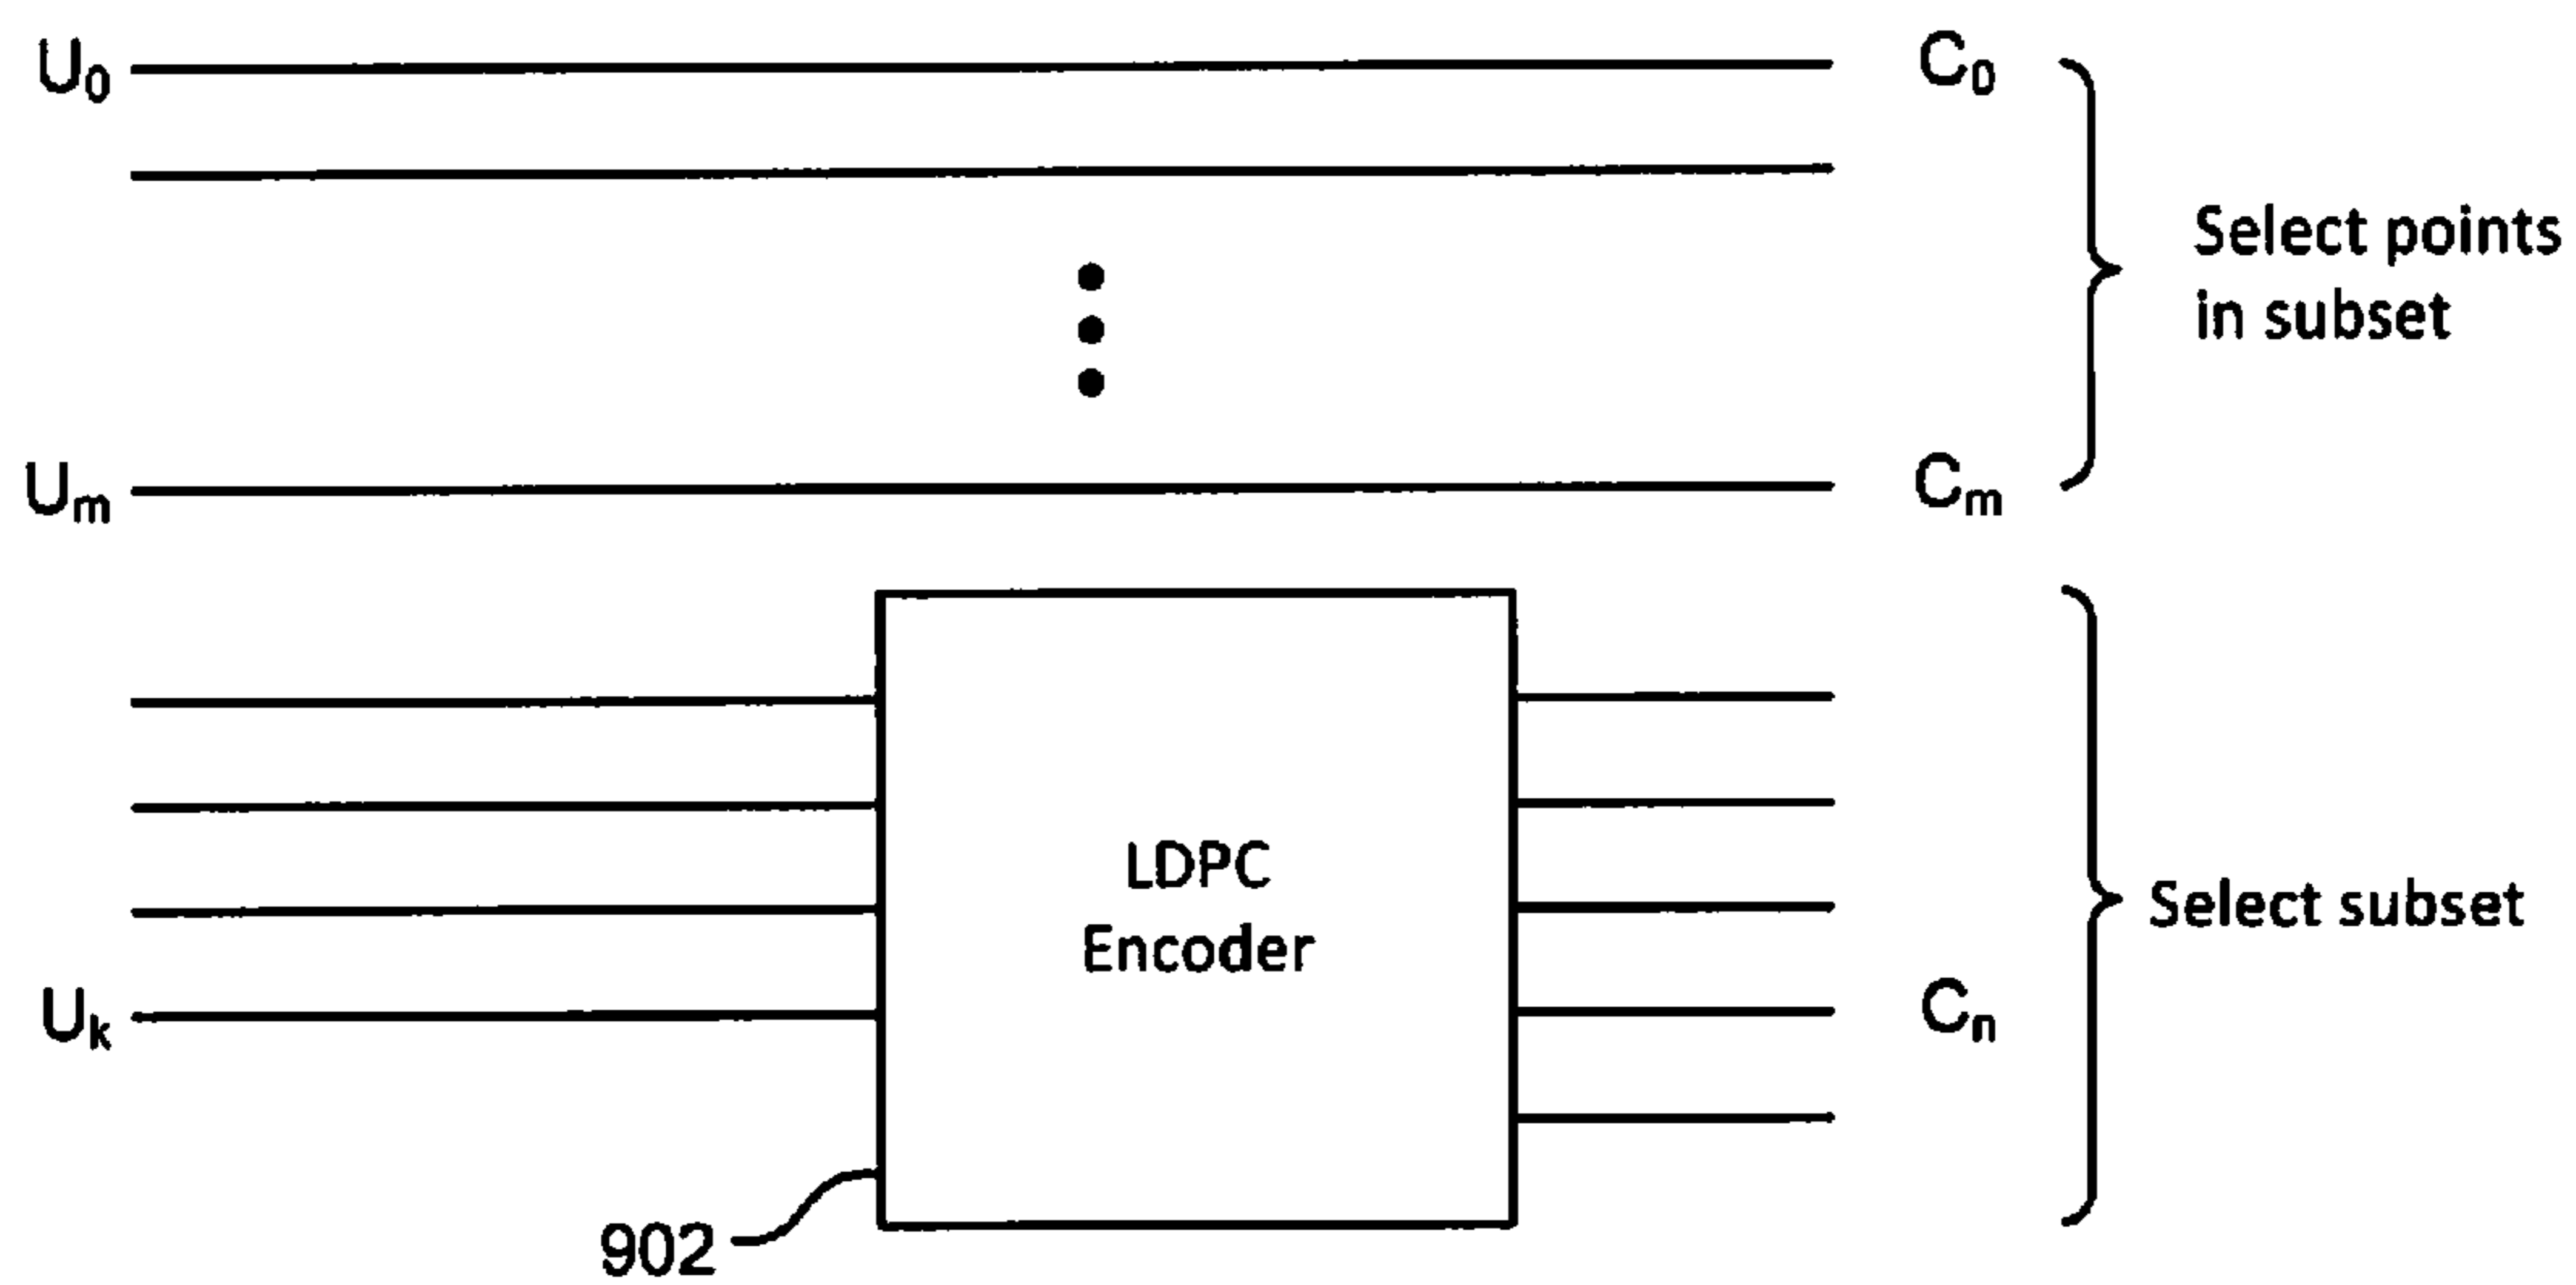 U₀
C₀
Select points
in subset
Uₘ
Cₘ
LDPC
Encoder
Select subset
Uₖ
Cₙ
902